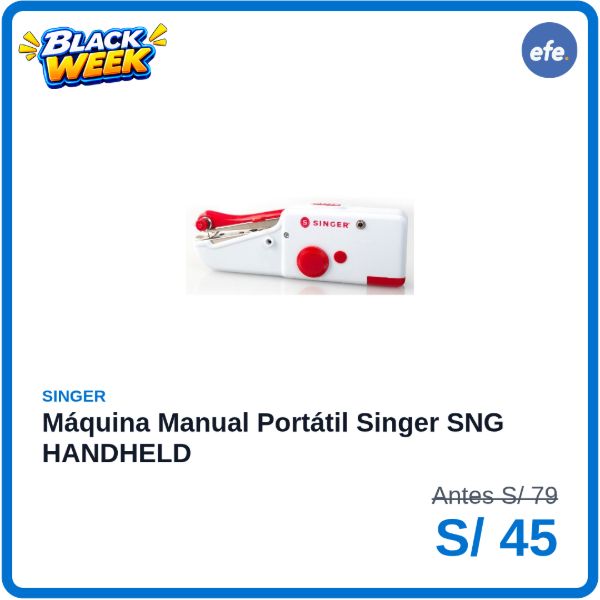 BLACK
WEEK
efe.
S SINGER
SINGER
Máquina Manual Portátil Singer SNG
HANDHELD
Antes S/ 79
S/ 45